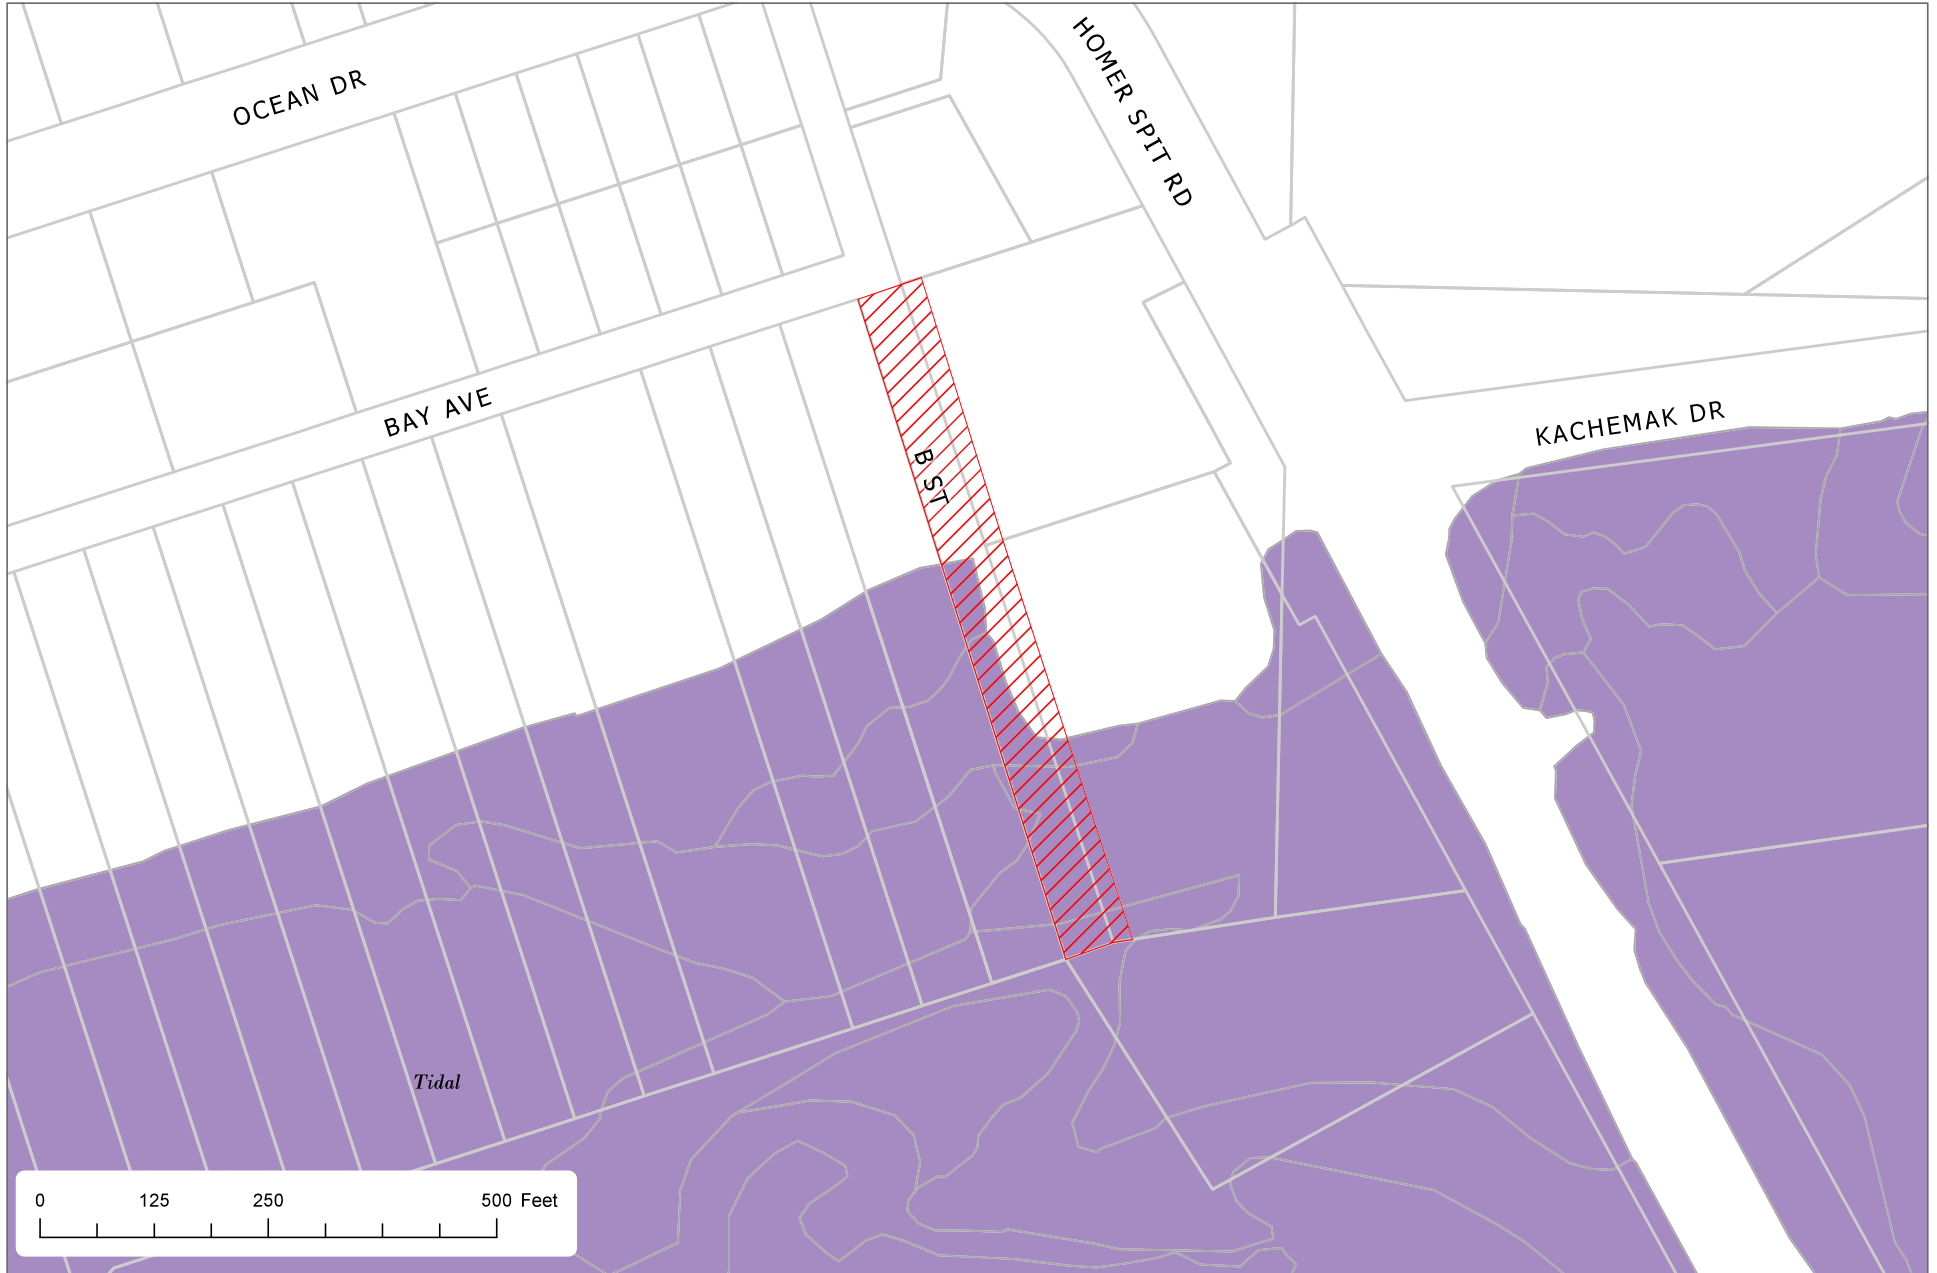 OCEAN DR
HOMER SPIT RD
BAY AVE
KACHEMAK DR
B ST
Tidal
0 125 250 500 Feet